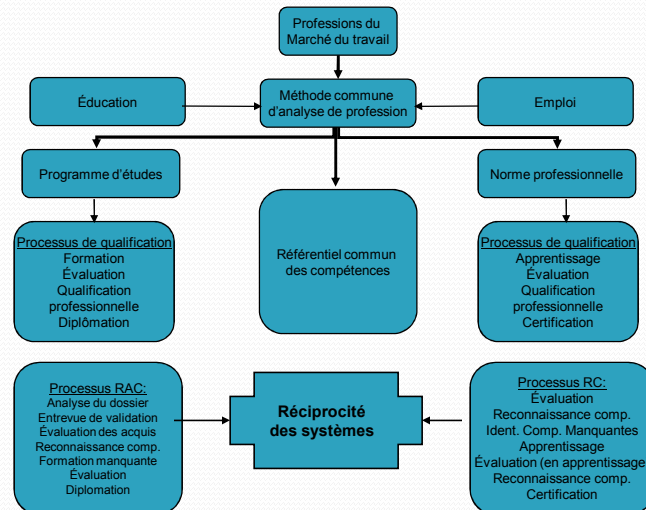 Professions du
Marché du travail
Éducation
Méthode commune
d'analyse de profession
Emploi
Programme d'études
Norme professionnelle
Processus de qualification
Formation
Évaluation
Qualification
professionnelle
Diplômation
Référentiel commun
des compétences
Processus de qualification
Apprentissage
Évaluation
Qualification
professionnelle
Certification
Processus RAC:
Analyse du dossier
Entrevue de validation
Évaluation des acquis
Reconnaissance comp.
Formation manquante
Évaluation
Diplomation
Réciprocité
des systèmes
Processus RC:
Évaluation
Reconnaissance comp.
Ident. Comp. Manquantes
Apprentissage
Évaluation (en apprentissage
Reconnaissance comp.
Certification